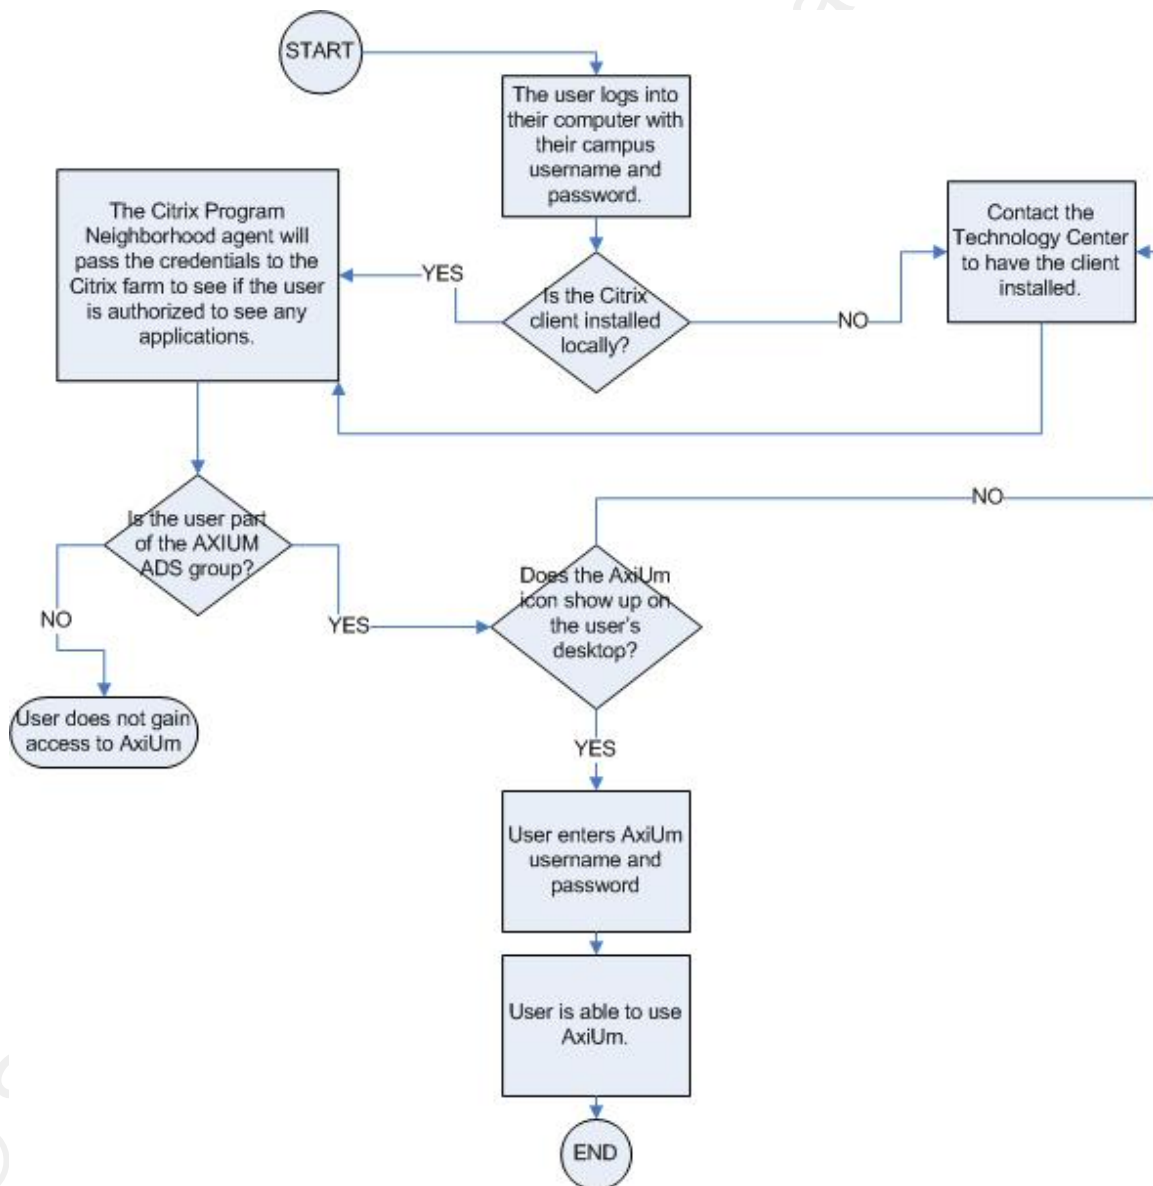 START
The user logs into
their computer with
their campus
username and
password.
The Citrix Program
Neighborhood agent will
pass the credentials to the
Citrix farm to see if the user
is authorized to see any
applications.
Contact the
Technology Center
to have the client
installed.
YES
Is the Citrix
client installed
locally?
NO
NO
Is the user part
of the AXIUM
ADS group?
Does the AxiUm
icon show up on
the user's
desktop?
NO
YES
User does not gain
access to AxiUm
YES
User enters AxiUm
username and
password
User is able to use
AxiUm.
END